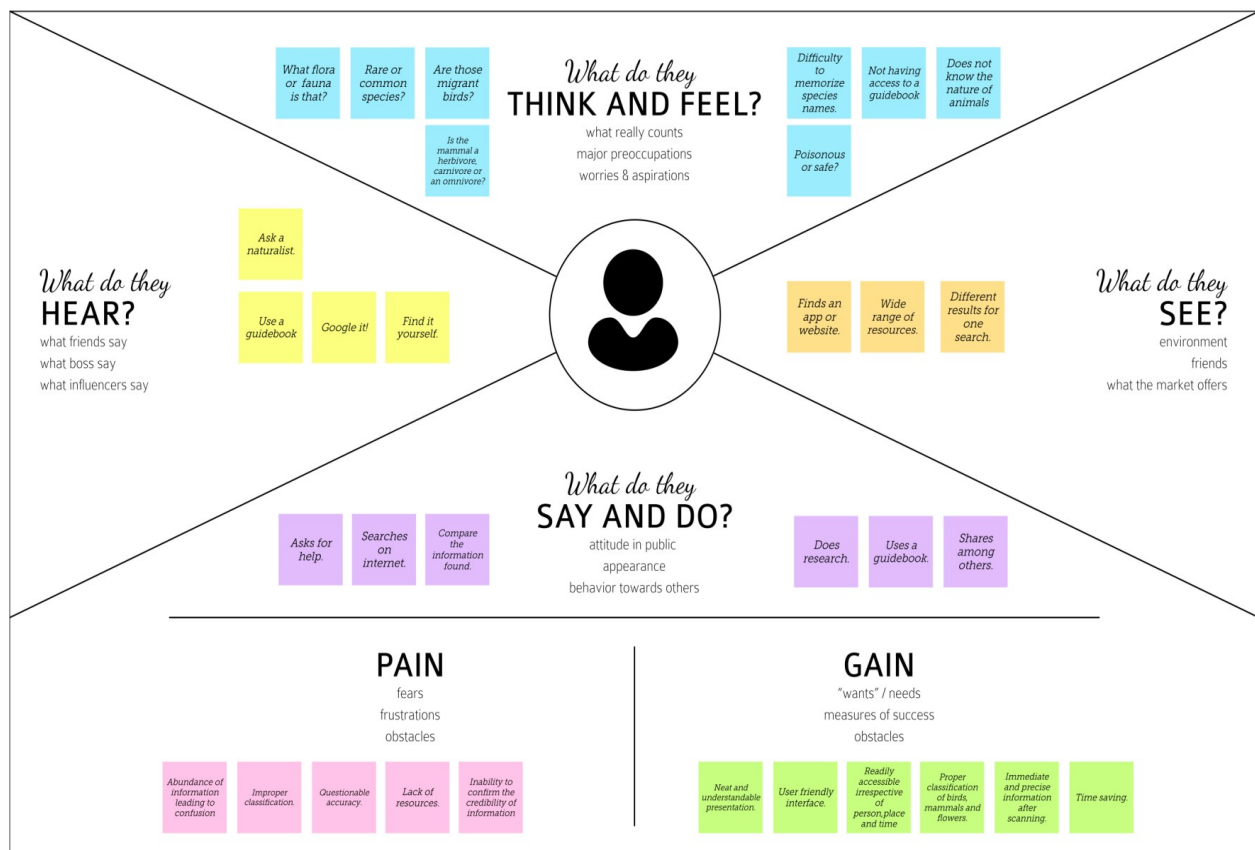 What flora
or fauna
is that?
Rare or
common
species?
Are those
migrant
birds?
Is the
mammal a
herbivore,
carnivore or
an omnivore?
What do they
THINK AND FEEL?
what really counts
major preoccupations
worries & aspirations
Difficulty
to
memorize
species
names.
Not having
access to a
guidebook
Does not
know the
nature of
animals
Poisonous
or safe?
What do they
HEAR?
what friends say
what boss say
what influencers say
Ask a
naturalist.
Use a
guidebook
Google it!
Find it
yourself.
Finds an
app or
website.
Wide
range of
resources.
Different
results for
one
search.
What do they
SEE?
environment
friends
what the market offers
What do they
SAY AND DO?
attitude in public
appearance
behavior towards others
Asks for
help.
Searches
on
internet.
Compare
the
information
found.
Does
research.
Uses a
guidebook.
Shares
among
others.
PAIN
fears
frustrations
obstacles
Abundance of
information
leading to
confusion
Improper
classification.
Questionable
accuracy.
Lack of
resources.
Inability to
confirm the
credibility of
information
GAIN
"wants" / needs
measures of success
obstacles
Neat and
understandable
presentation.
User friendly
interface.
Readily
accessible
irrespective
of
person,place
and time
Proper
classification
of birds,
mammals and
flowers.
Immediate
and precise
information
after
scanning.
Time saving.